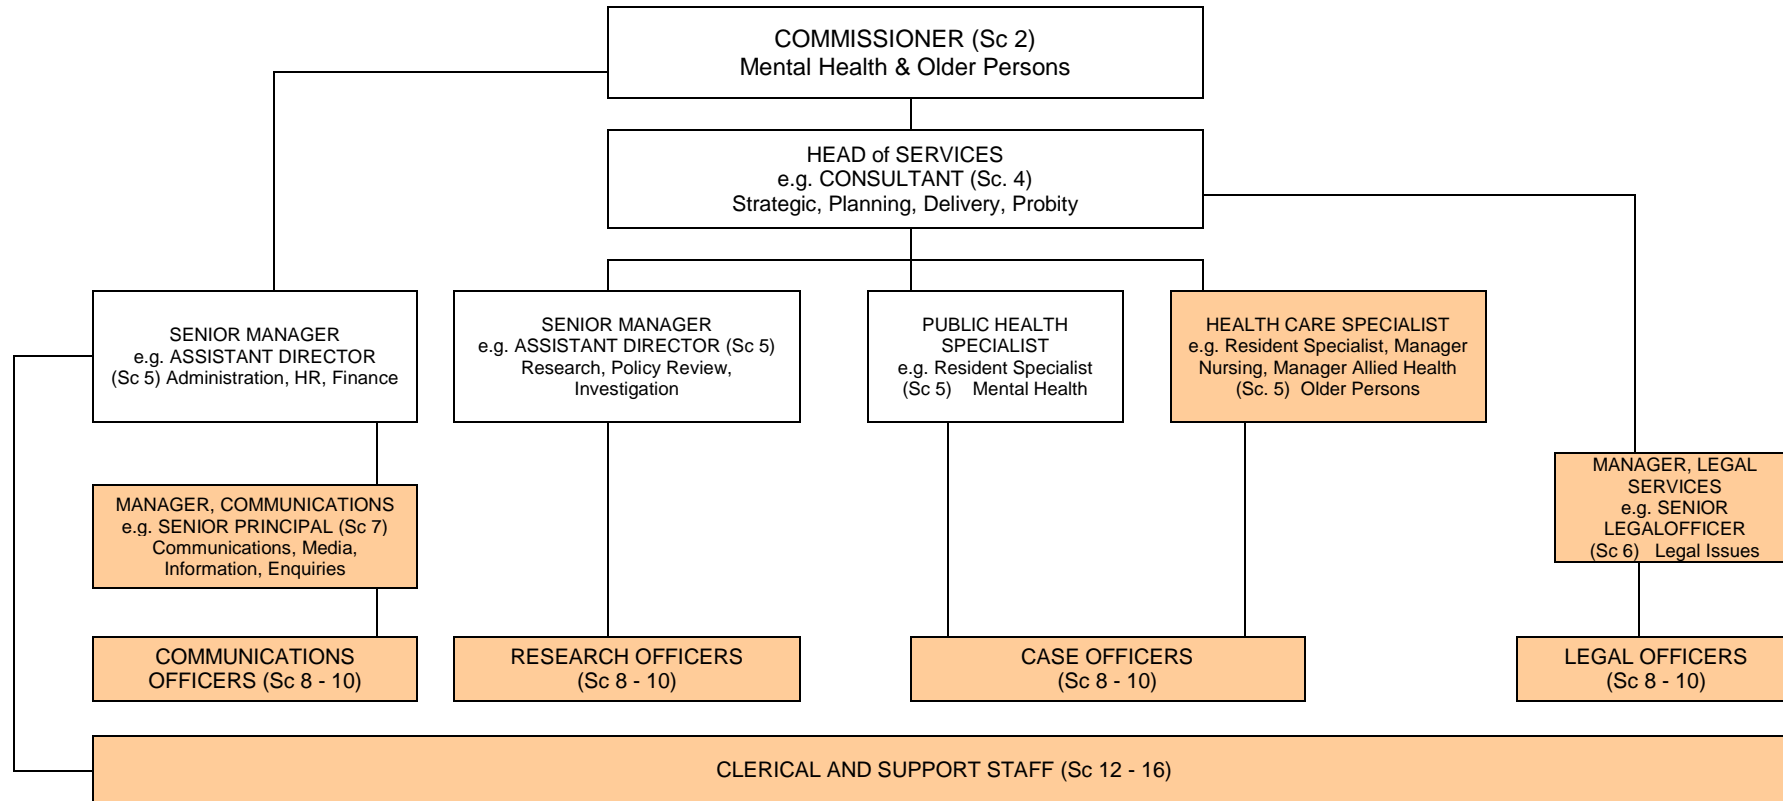 COMMISSIONER (Sc 2)
Mental Health & Older Persons
HEAD of SERVICES
e.g. CONSULTANT (Sc. 4)
Strategic, Planning, Delivery, Probity
SENIOR MANAGER
e.g. ASSISTANT DIRECTOR
(Sc 5) Administration, HR, Finance
SENIOR MANAGER
e.g. ASSISTANT DIRECTOR (Sc 5)
Research, Policy Review,
Investigation
PUBLIC HEALTH
SPECIALIST
e.g. Resident Specialist
(Sc 5) Mental Health
HEALTH CARE SPECIALIST
e.g. Resident Specialist, Manager
Nursing, Manager Allied Health
(Sc. 5) Older Persons
MANAGER, LEGAL
SERVICES
e.g. SENIOR
LEGALOFFICER
(Sc 6) Legal Issues
MANAGER, COMMUNICATIONS
e.g. SENIOR PRINCIPAL (Sc 7)
Communications, Media,
Information, Enquiries
COMMUNICATIONS
OFFICERS (Sc 8 - 10)
RESEARCH OFFICERS
(Sc 8 - 10)
CASE OFFICERS
(Sc 8 - 10)
LEGAL OFFICERS
(Sc 8 - 10)
CLERICAL AND SUPPORT STAFF (Sc 12 - 16)